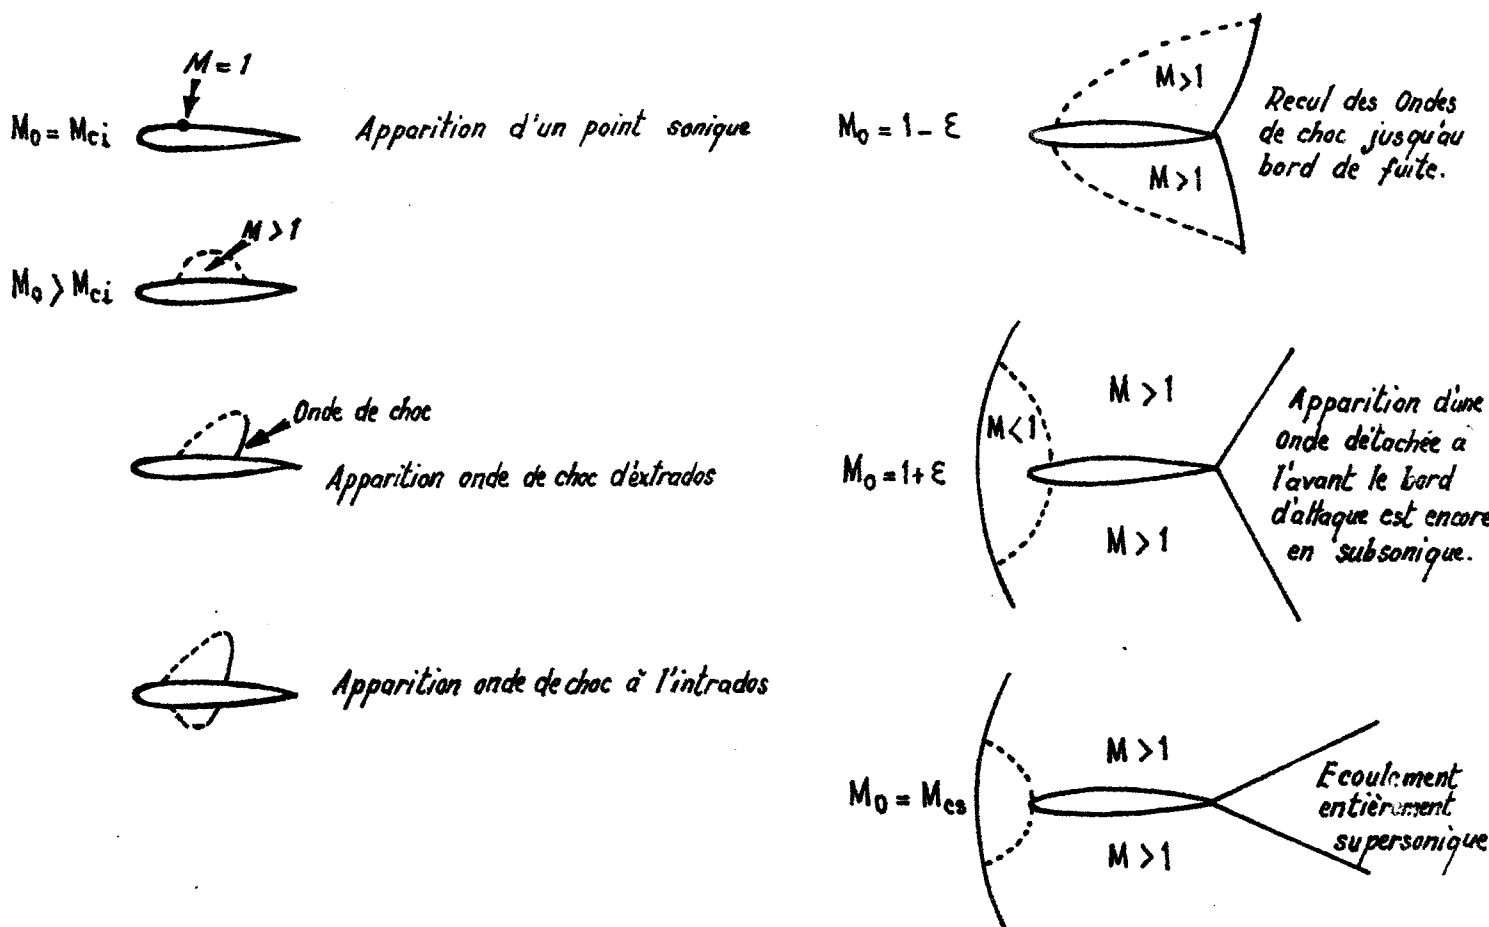 M = 1
M₀ = Mci
Apparition d'un point sonique
M > 1
M₀ > Mci
Onde de choc
Apparition onde de choc d'éxtrados
Apparition onde de choc à l'intrados
M₀ = 1 - ε
M > 1
M > 1
Recul des Ondes
de choc jusqu'au
bord de fuite.
M₀ = 1 + ε
M > 1
M < 1
M > 1
Apparition d'une
onde détachée a
l'avant le bord
d'attaque est encore
en subsonique.
M₀ = Mcs
M > 1
M > 1
Ecoulement
entièrement
supersonique